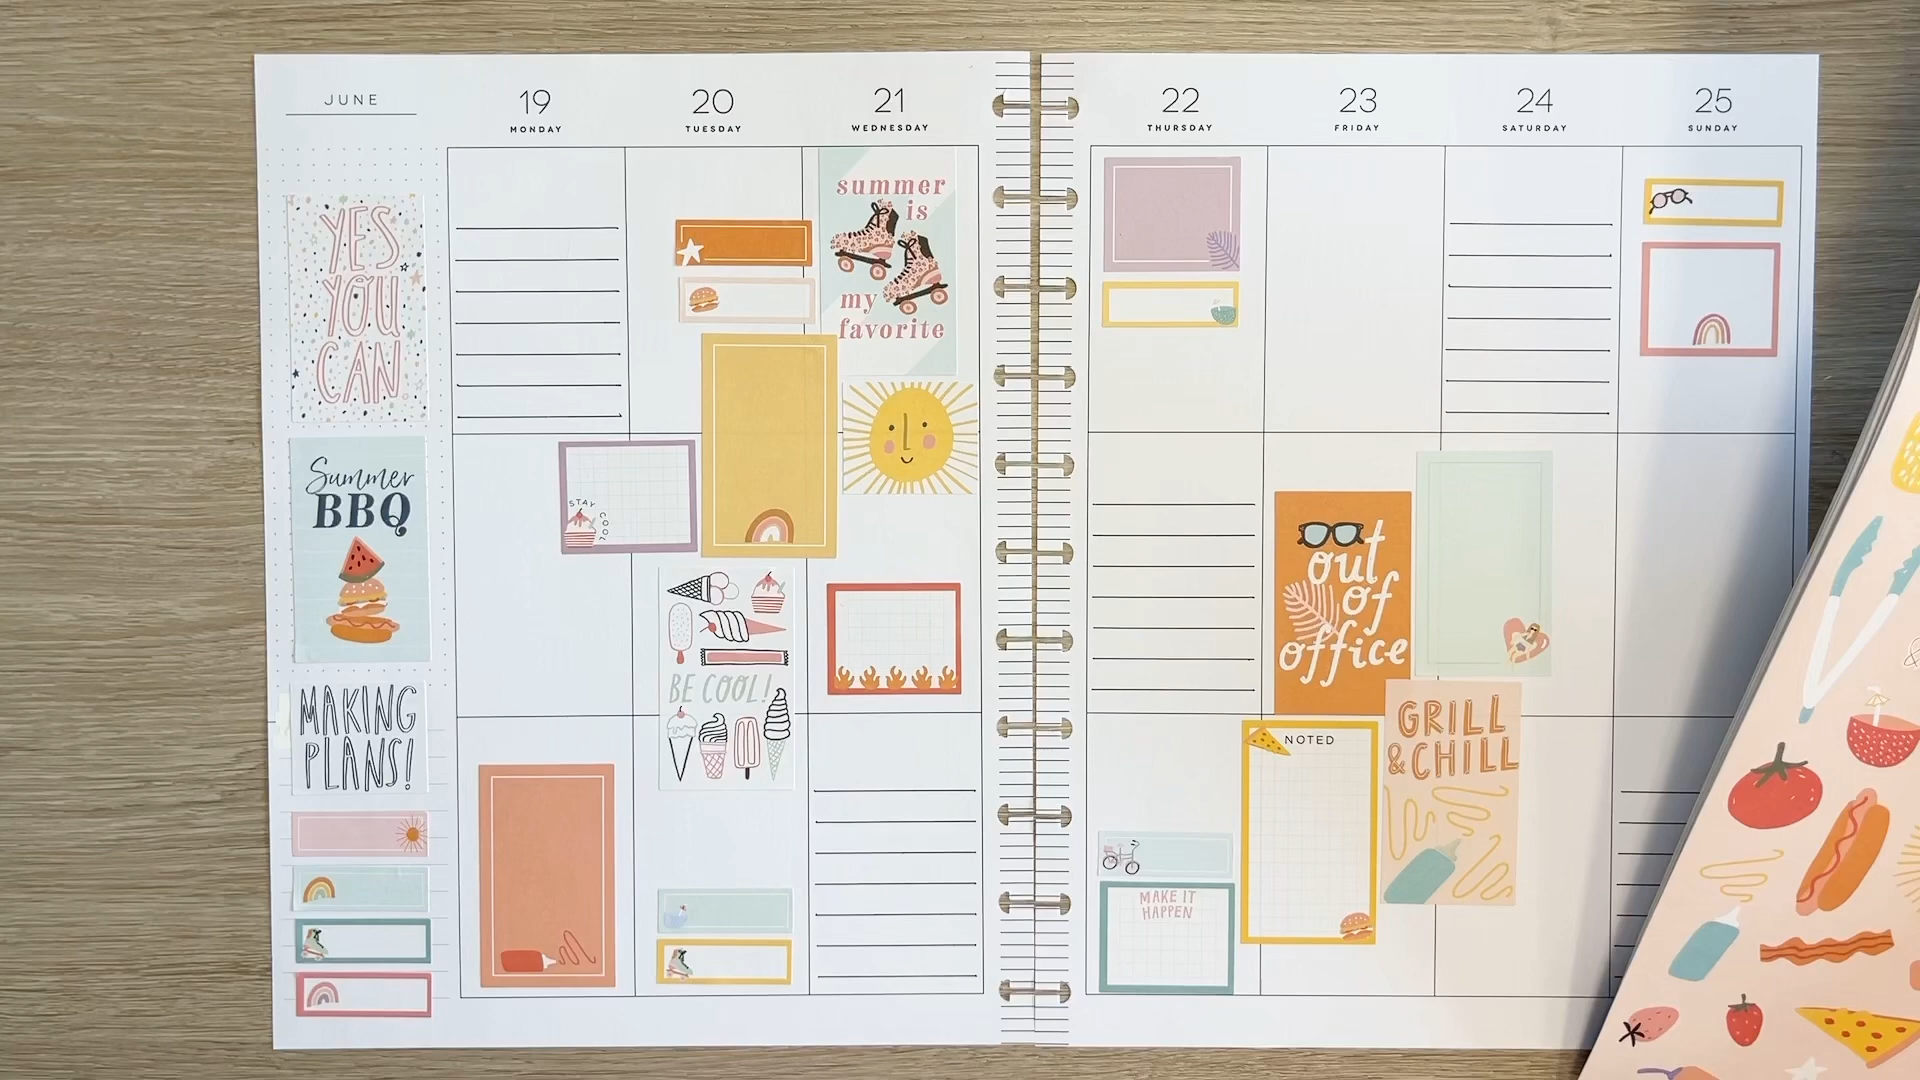 JUNE
19
MONDAY
20
TUESDAY
21
WEDNESDAY
22
THURSDAY
23
FRIDAY
24
SATURDAY
25
SUNDAY
YES
YOU
CAN.
Summer
BBQ
MAKING
PLANS!
STAY COOL
BE COOL!
summer
is
my
favorite
out
of
office
GRILL
& CHILL
NOTED
MAKE IT
HAPPEN